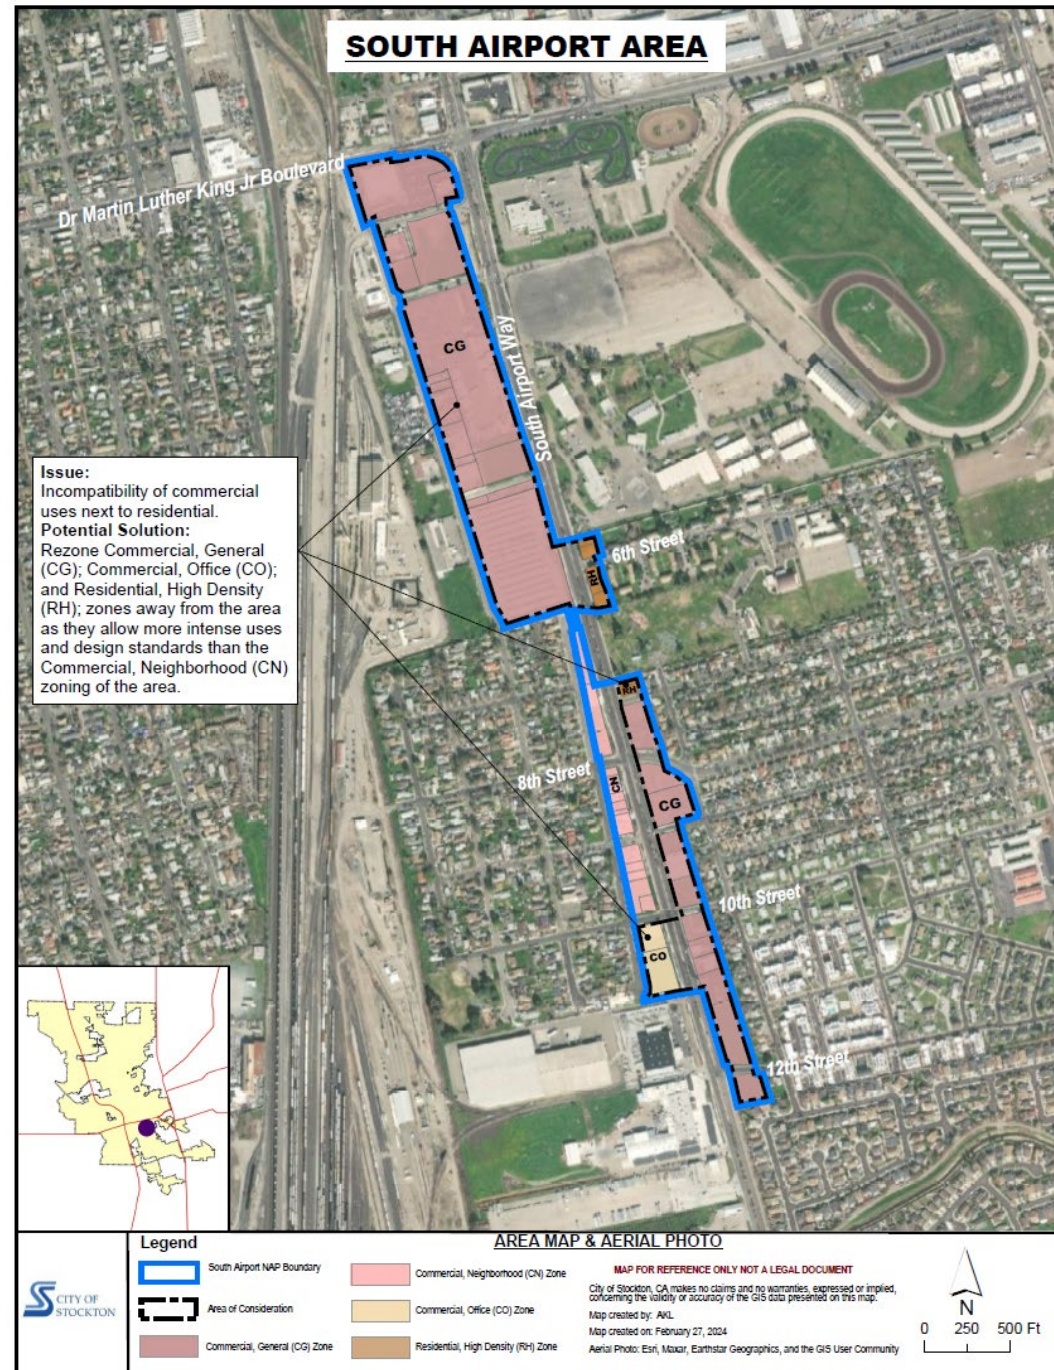 SOUTH AIRPORT AREA
Dr Martin Luther King Jr Boulevard
CG
South Airport Way
Issue:
Incompatibility of commercial
uses next to residential.
Potential Solution:
Rezone Commercial, General
(CG); Commercial, Office (CO);
and Residential, High Density
(RH); zones away from the area
as they allow more intense uses
and design standards than the
Commercial, Neighborhood (CN)
zoning of the area.
6th Street
RH
RH
8th Street
CN
CG
10th Street
CO
12th Street
Legend
South Airport NAP Boundary
Area of Consideration
Commercial, General (CG) Zone
Commercial, Neighborhood (CN) Zone
Commercial, Office (CO) Zone
Residential, High Density (RH) Zone
AREA MAP & AERIAL PHOTO
MAP FOR REFERENCE ONLY NOT A LEGAL DOCUMENT
City of Stockton, CA makes no claims and no warranties, expressed or implied,
concerning the validity or accuracy of the GIS data presented on this map.
Map created by: AKL
Map created on: February 27, 2024
Aerial Photo: Esri, Maxar, Earthstar Geographics, and the GIS User Community
CITY OF
STOCKTON
N
0 250 500 Ft